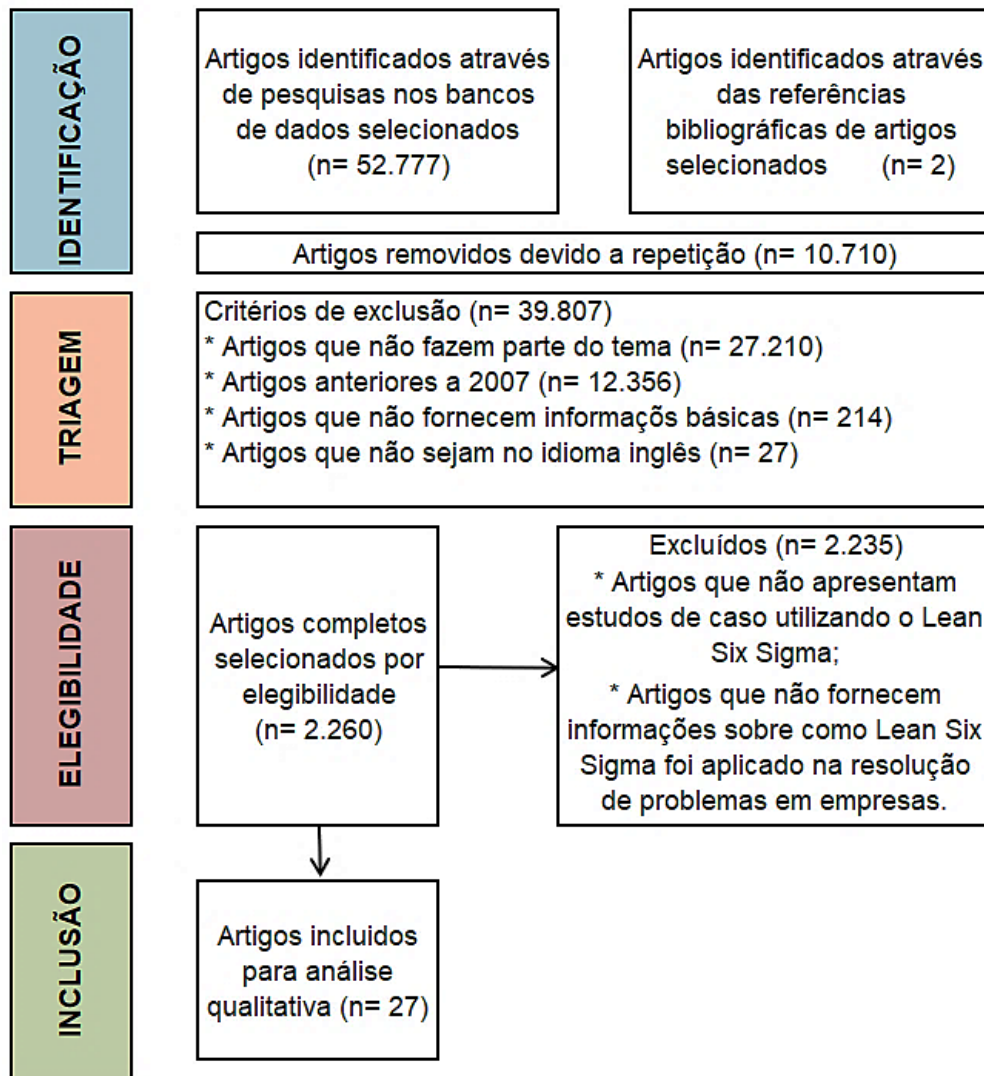 IDENTIFICAÇÃO
Artigos identificados através
de pesquisas nos bancos
de dados selecionados
(n= 52.777)
Artigos identificados através
das referências
bibliográficas de artigos
selecionados (n= 2)
Artigos removidos devido a repetição (n= 10.710)
TRIAGEM
Critérios de exclusão (n= 39.807)
* Artigos que não fazem parte do tema (n= 27.210)
* Artigos anteriores a 2007 (n= 12.356)
* Artigos que não fornecem informaçõs básicas (n= 214)
* Artigos que não sejam no idioma inglês (n= 27)
ELEGIBILIDADE
Artigos completos
selecionados por
elegibilidade
(n= 2.260)
Excluídos (n= 2.235)
* Artigos que não apresentam
estudos de caso utilizando o Lean
Six Sigma;
* Artigos que não fornecem
informações sobre como Lean Six
Sigma foi aplicado na resolução
de problemas em empresas.
INCLUSÃO
Artigos incluidos
para análise
qualitativa (n= 27)